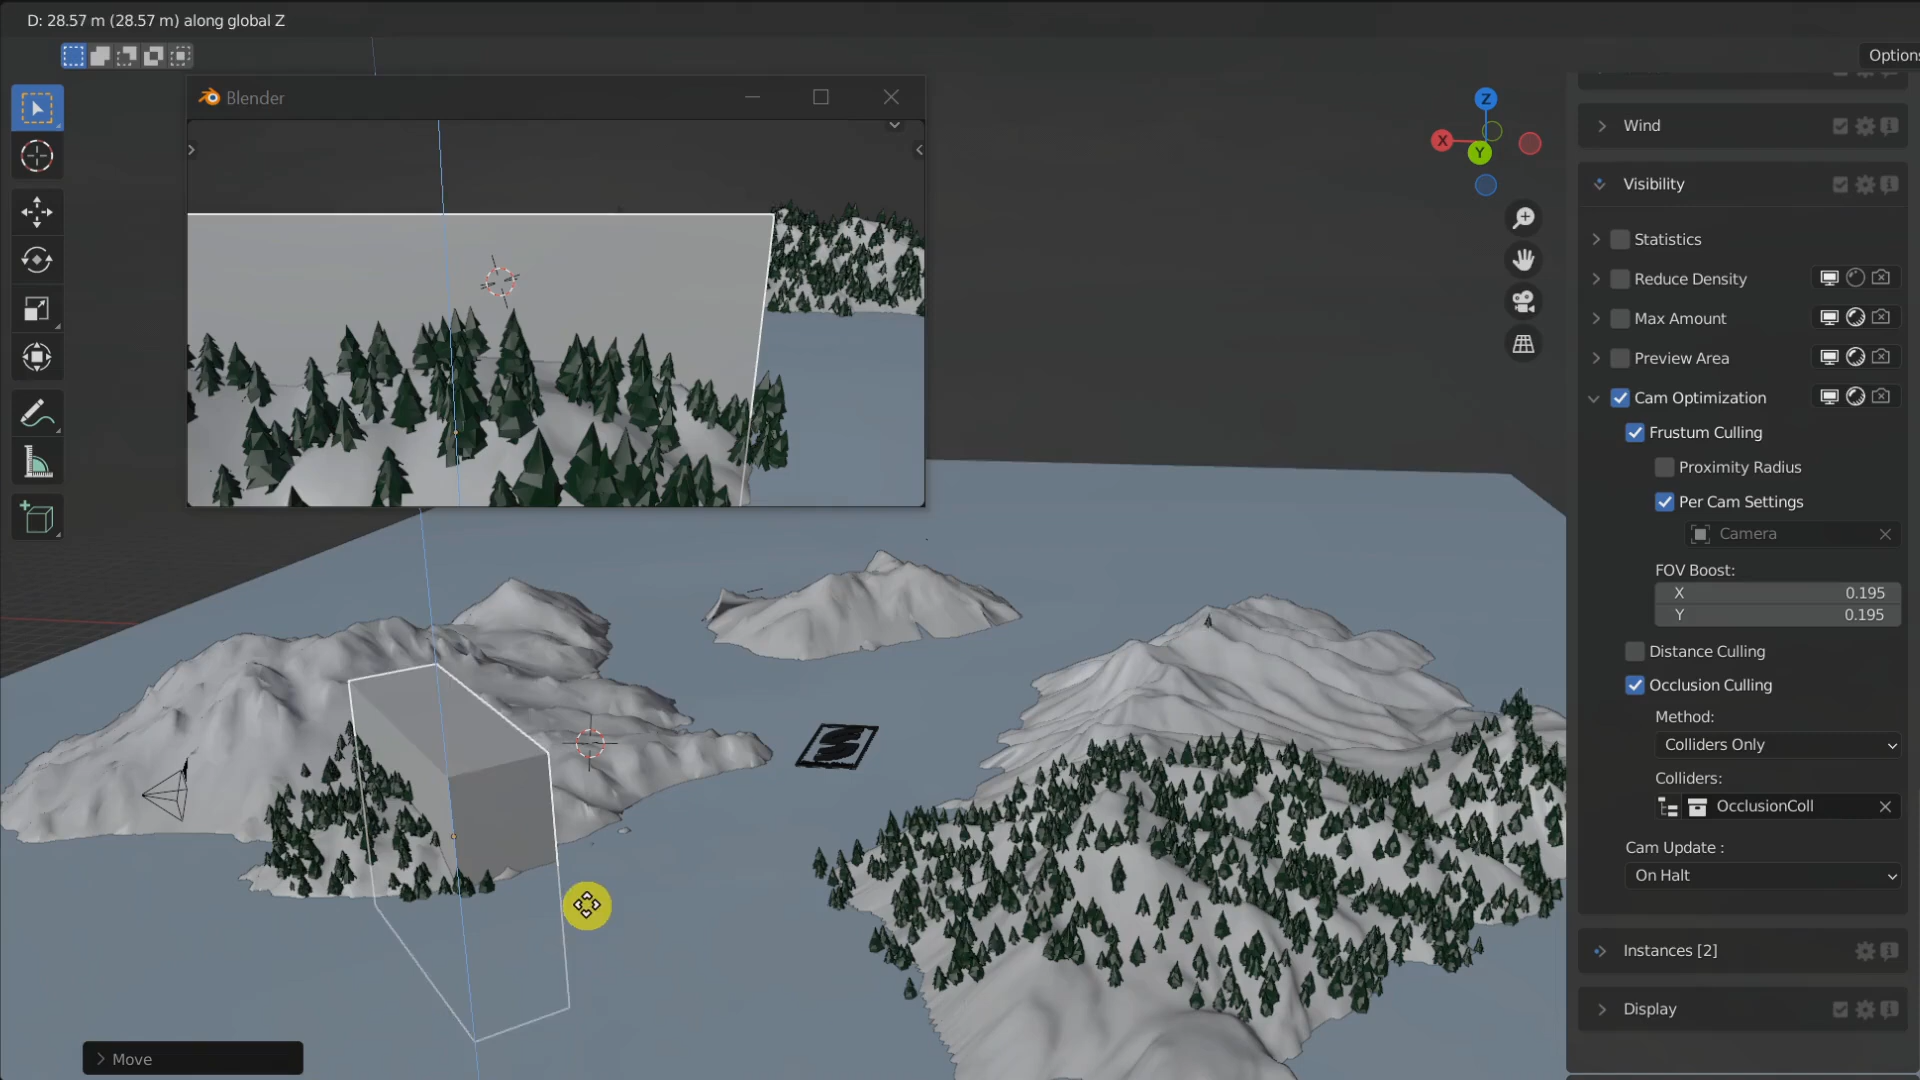 D: 28.57 m (28.57 m) along global Z
Options
Blender
Z
X
Y
Wind
Visibility
Statistics
Reduce Density
Max Amount
Preview Area
Cam Optimization
Frustum Culling
Proximity Radius
Per Cam Settings
Camera
FOV Boost:
X 0.195
Y 0.195
Distance Culling
Occlusion Culling
Method:
Colliders Only
Colliders:
OcclusionColl
Cam Update :
On Halt
Instances [2]
Display
Move